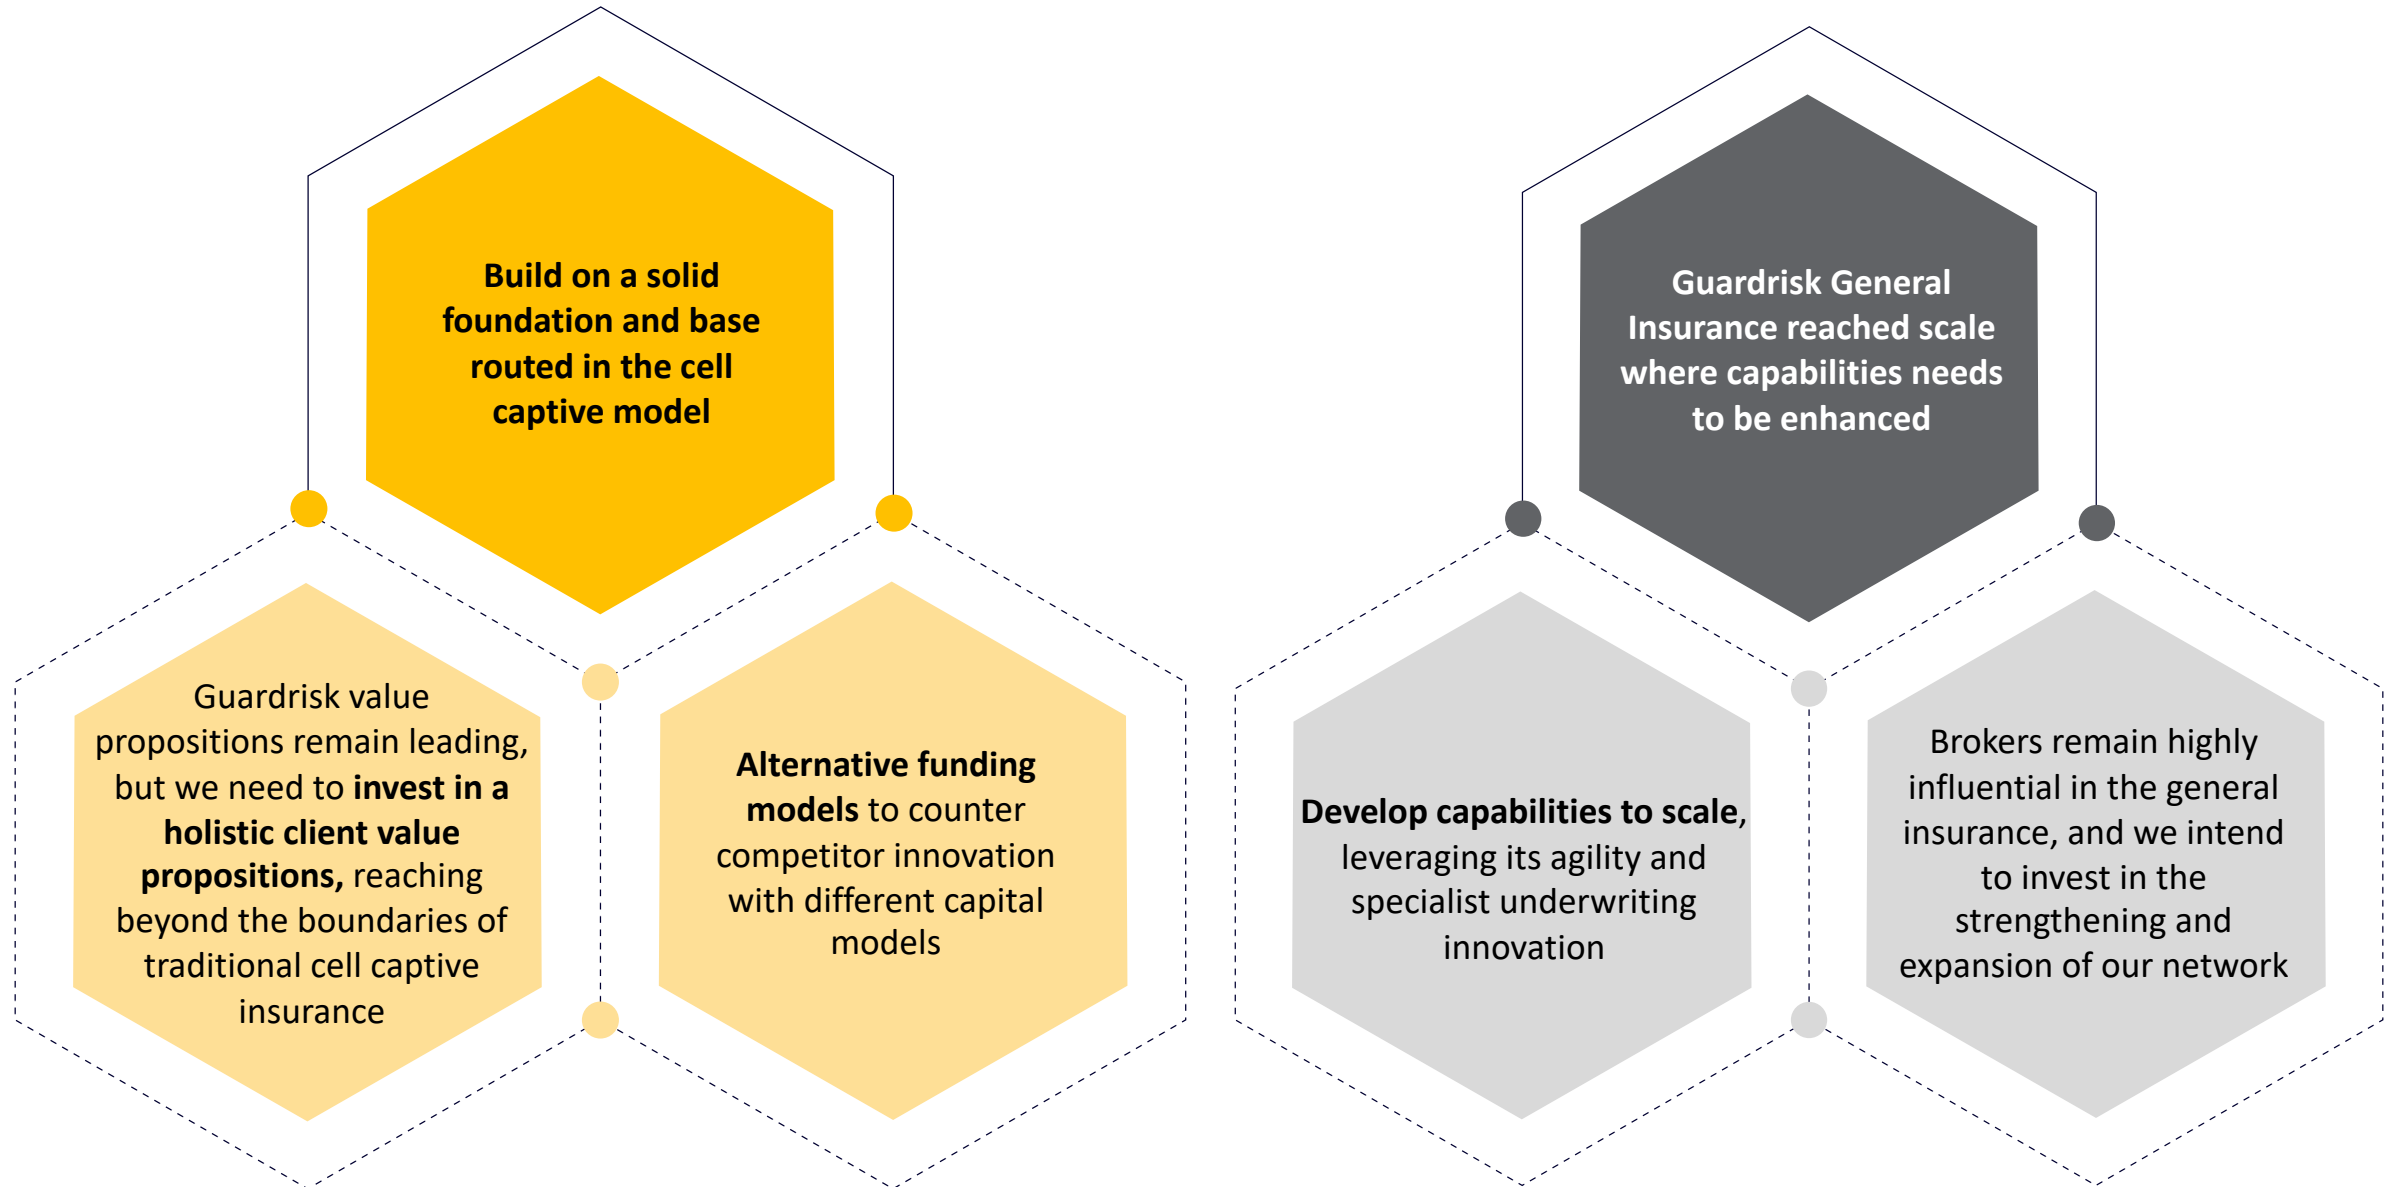 Build on a solid
foundation and base
routed in the cell
captive model
Guardrisk value
propositions remain leading,
but we need to invest in a
holistic client value
propositions, reaching
beyond the boundaries of
traditional cell captive
insurance
Alternative funding
models to counter
competitor innovation
with different capital
models
Guardrisk General
Insurance reached scale
where capabilities needs
to be enhanced
Develop capabilities to scale,
leveraging its agility and
specialist underwriting
innovation
Brokers remain highly
influential in the general
insurance, and we intend
to invest in the
strengthening and
expansion of our network